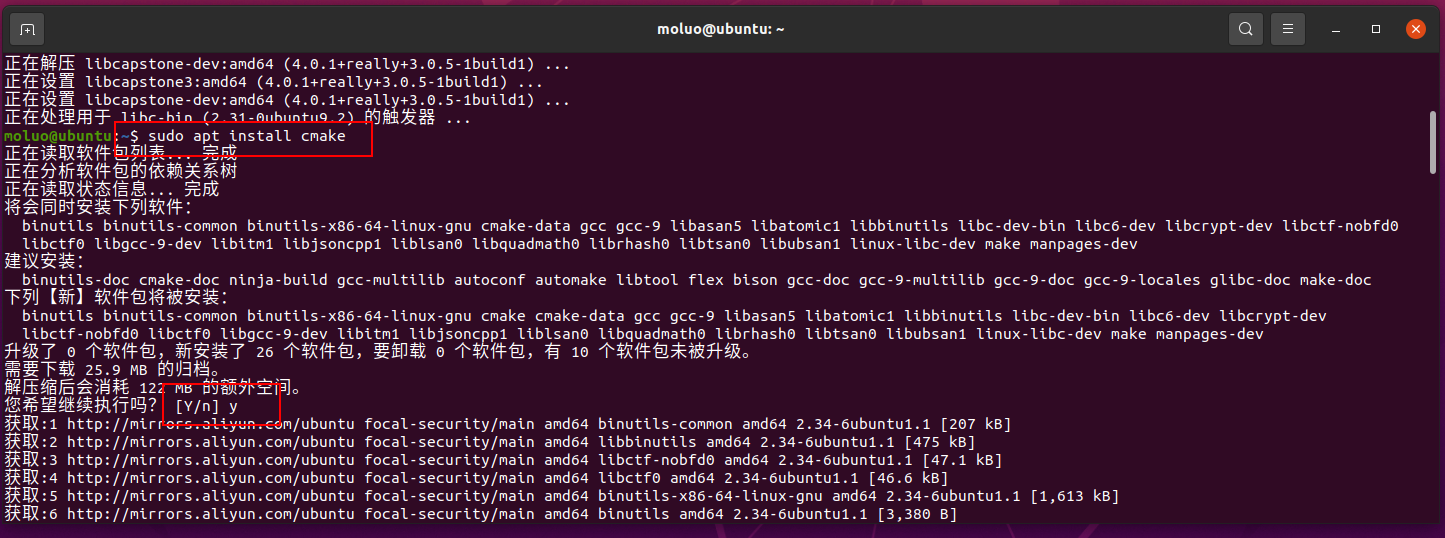 moluo@ubuntu: ~
正在解压 libcapstone-dev:amd64 (4.0.1+really+3.0.5-1build1) ...
正在设置 libcapstone3:amd64 (4.0.1+really+3.0.5-1build1) ...
正在设置 libcapstone-dev:amd64 (4.0.1+really+3.0.5-1build1) ...
正在处理用于 libc-bin (2.31-0ubuntu9.2) 的触发器 ...
moluo@ubuntu:~$ sudo apt install cmake
正在读取软件包列表... 完成
正在分析软件包的依赖关系树
正在读取状态信息... 完成
将会同时安装下列软件：
binutils binutils-common binutils-x86-64-linux-gnu cmake-data gcc gcc-9 libasan5 libatomic1 libbinutils libc-dev-bin libc6-dev libcrypt-dev libctf-nobfd0
libctf0 libgcc-9-dev libitm1 libjsoncpp1 liblsan0 libquadmath0 librhash0 libtsan0 libubsan1 linux-libc-dev make manpages-dev
建议安装：
binutils-doc cmake-doc ninja-build gcc-multilib autoconf automake libtool flex bison gcc-doc gcc-9-multilib gcc-9-doc gcc-9-locales glibc-doc make-doc
下列【新】软件包将被安装：
binutils binutils-common binutils-x86-64-linux-gnu cmake cmake-data gcc gcc-9 libasan5 libatomic1 libbinutils libc-dev-bin libc6-dev libcrypt-dev
libctf-nobfd0 libctf0 libgcc-9-dev libitm1 libjsoncpp1 liblsan0 libquadmath0 librhash0 libtsan0 libubsan1 linux-libc-dev make manpages-dev
升级了 0 个软件包，新安装了 26 个软件包，要卸载 0 个软件包，有 10 个软件包未被升级。
需要下载 25.9 MB 的归档。
解压缩后会消耗 122 MB 的额外空间。
您希望继续执行吗？ [Y/n] y
获取:1 http://mirrors.aliyun.com/ubuntu focal-security/main amd64 binutils-common amd64 2.34-6ubuntu1.1 [207 kB]
获取:2 http://mirrors.aliyun.com/ubuntu focal-security/main amd64 libbinutils amd64 2.34-6ubuntu1.1 [475 kB]
获取:3 http://mirrors.aliyun.com/ubuntu focal-security/main amd64 libctf-nobfd0 amd64 2.34-6ubuntu1.1 [47.1 kB]
获取:4 http://mirrors.aliyun.com/ubuntu focal-security/main amd64 libctf0 amd64 2.34-6ubuntu1.1 [46.6 kB]
获取:5 http://mirrors.aliyun.com/ubuntu focal-security/main amd64 binutils-x86-64-linux-gnu amd64 2.34-6ubuntu1.1 [1,613 kB]
获取:6 http://mirrors.aliyun.com/ubuntu focal-security/main amd64 binutils amd64 2.34-6ubuntu1.1 [3,380 B]